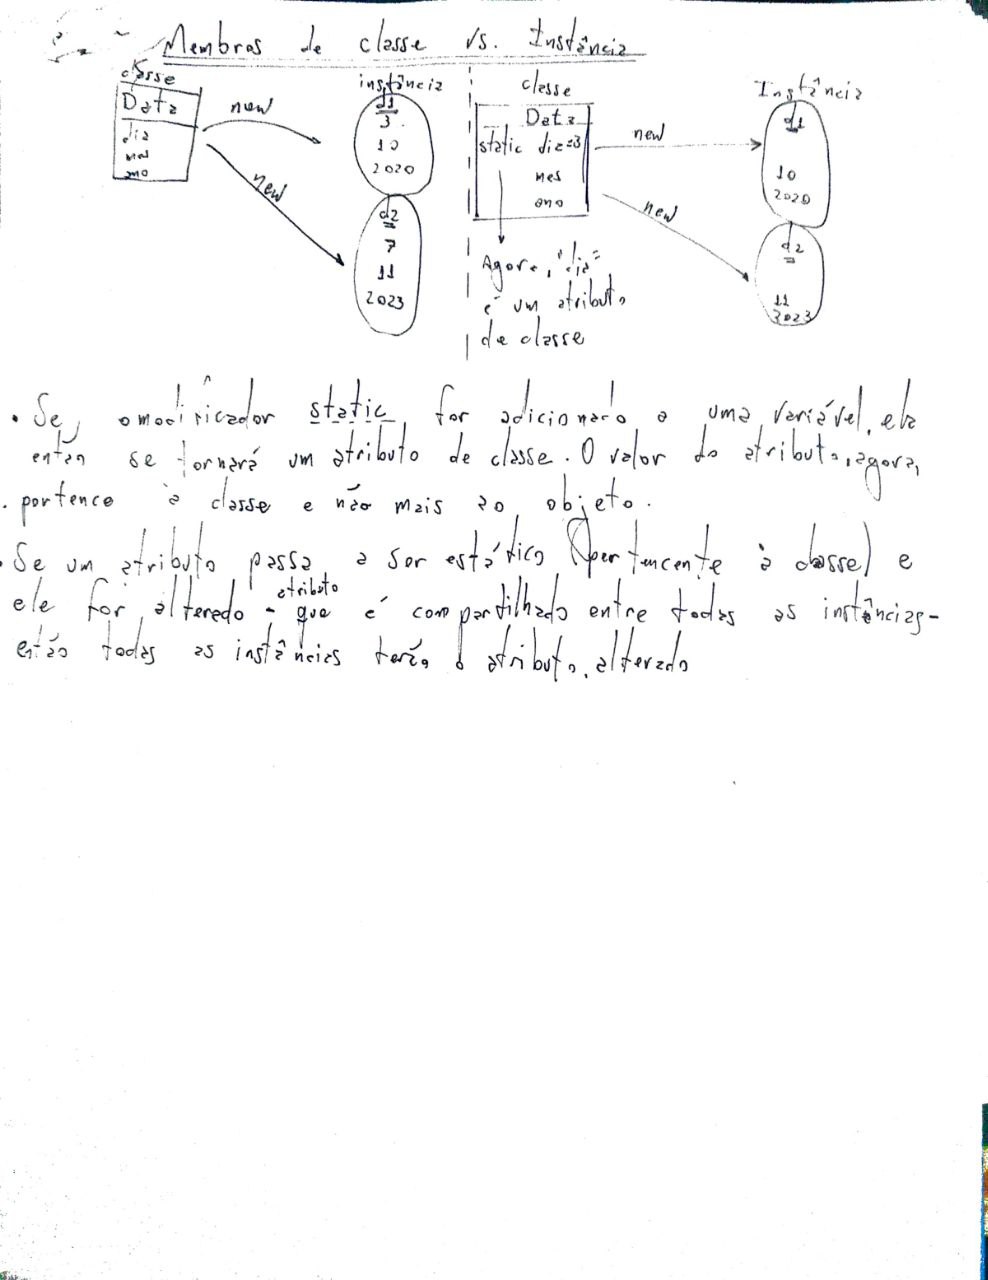 Membros de classe vs. Instância
classe
Data
dia
mes
ano
new
new
instância
d1
3
10
2020
d2
7
11
2023
classe
Data
static dia=3
mes
ano
new
new
Instância
d1
10
2020
d2
11
2023
Agora, "dia"
é um atributo
de classe
• Se, o modificador static for adicionado a uma variável, ela
então se tornará um atributo de classe. O valor do atributo, agora,
pertence à classe e não mais ao objeto.
• Se um atributo passa a ser estático (pertencente à classe) e
atributo
ele for alterado - que é compartilhado entre todas as instâncias-
então todas as instâncias terão o atributo alterado